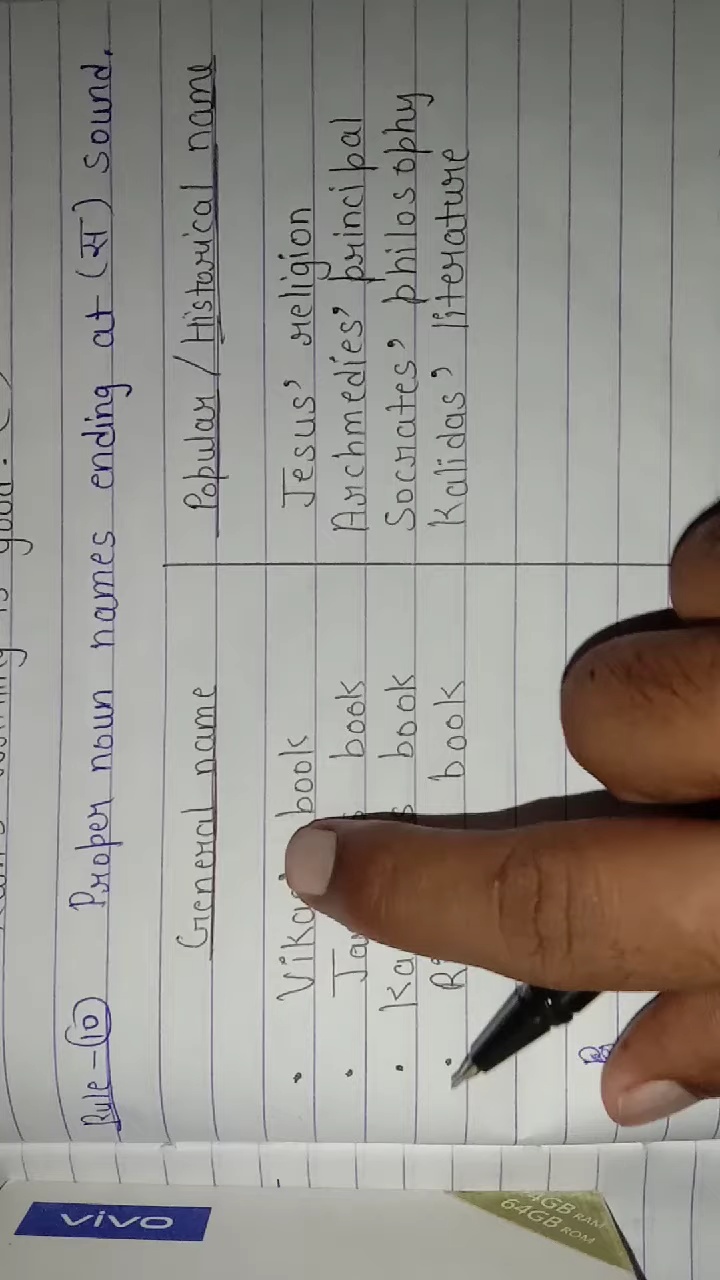 Rule-10 Proper noun names ending at (स) sound.
General name
Popular/Historical name
book
Jesus' religion
book
Archmedies' principal
book
Socrates' philosophy
book
Kalidas' literature
vivo
4GB RAM
64GB ROM